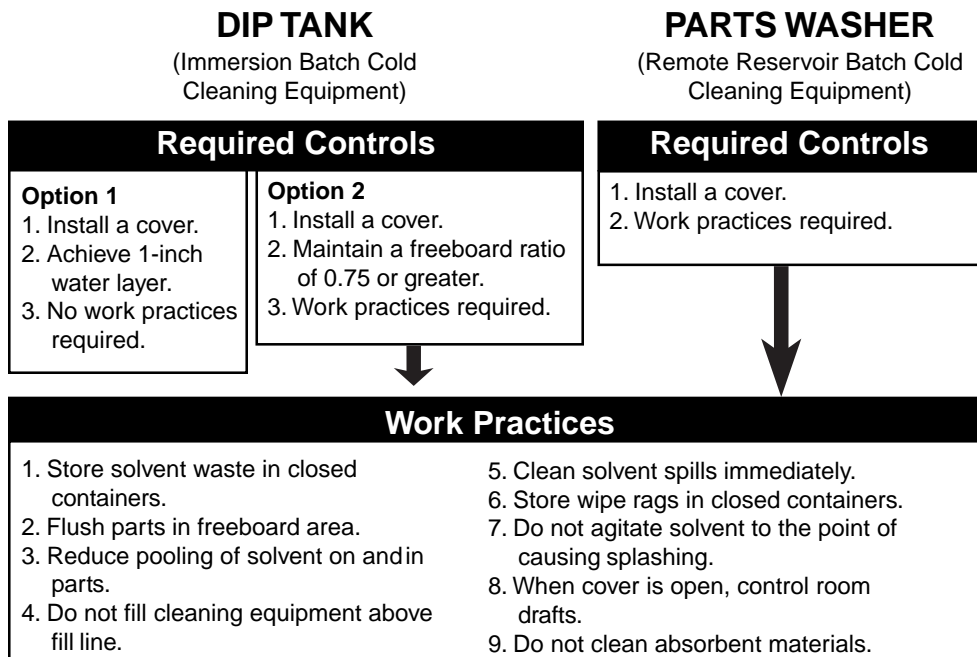 DIP TANK
(Immersion Batch Cold
Cleaning Equipment)
PARTS WASHER
(Remote Reservoir Batch Cold
Cleaning Equipment)
Required Controls
Option 1
1. Install a cover.
2. Achieve 1-inch
water layer.
3. No work practices
required.
Option 2
1. Install a cover.
2. Maintain a freeboard ratio
of 0.75 or greater.
3. Work practices required.
Required Controls
1. Install a cover.
2. Work practices required.
Work Practices
1. Store solvent waste in closed
containers.
2. Flush parts in freeboard area.
3. Reduce pooling of solvent on and in
parts.
4. Do not fill cleaning equipment above
fill line.
5. Clean solvent spills immediately.
6. Store wipe rags in closed containers.
7. Do not agitate solvent to the point of
causing splashing.
8. When cover is open, control room
drafts.
9. Do not clean absorbent materials.